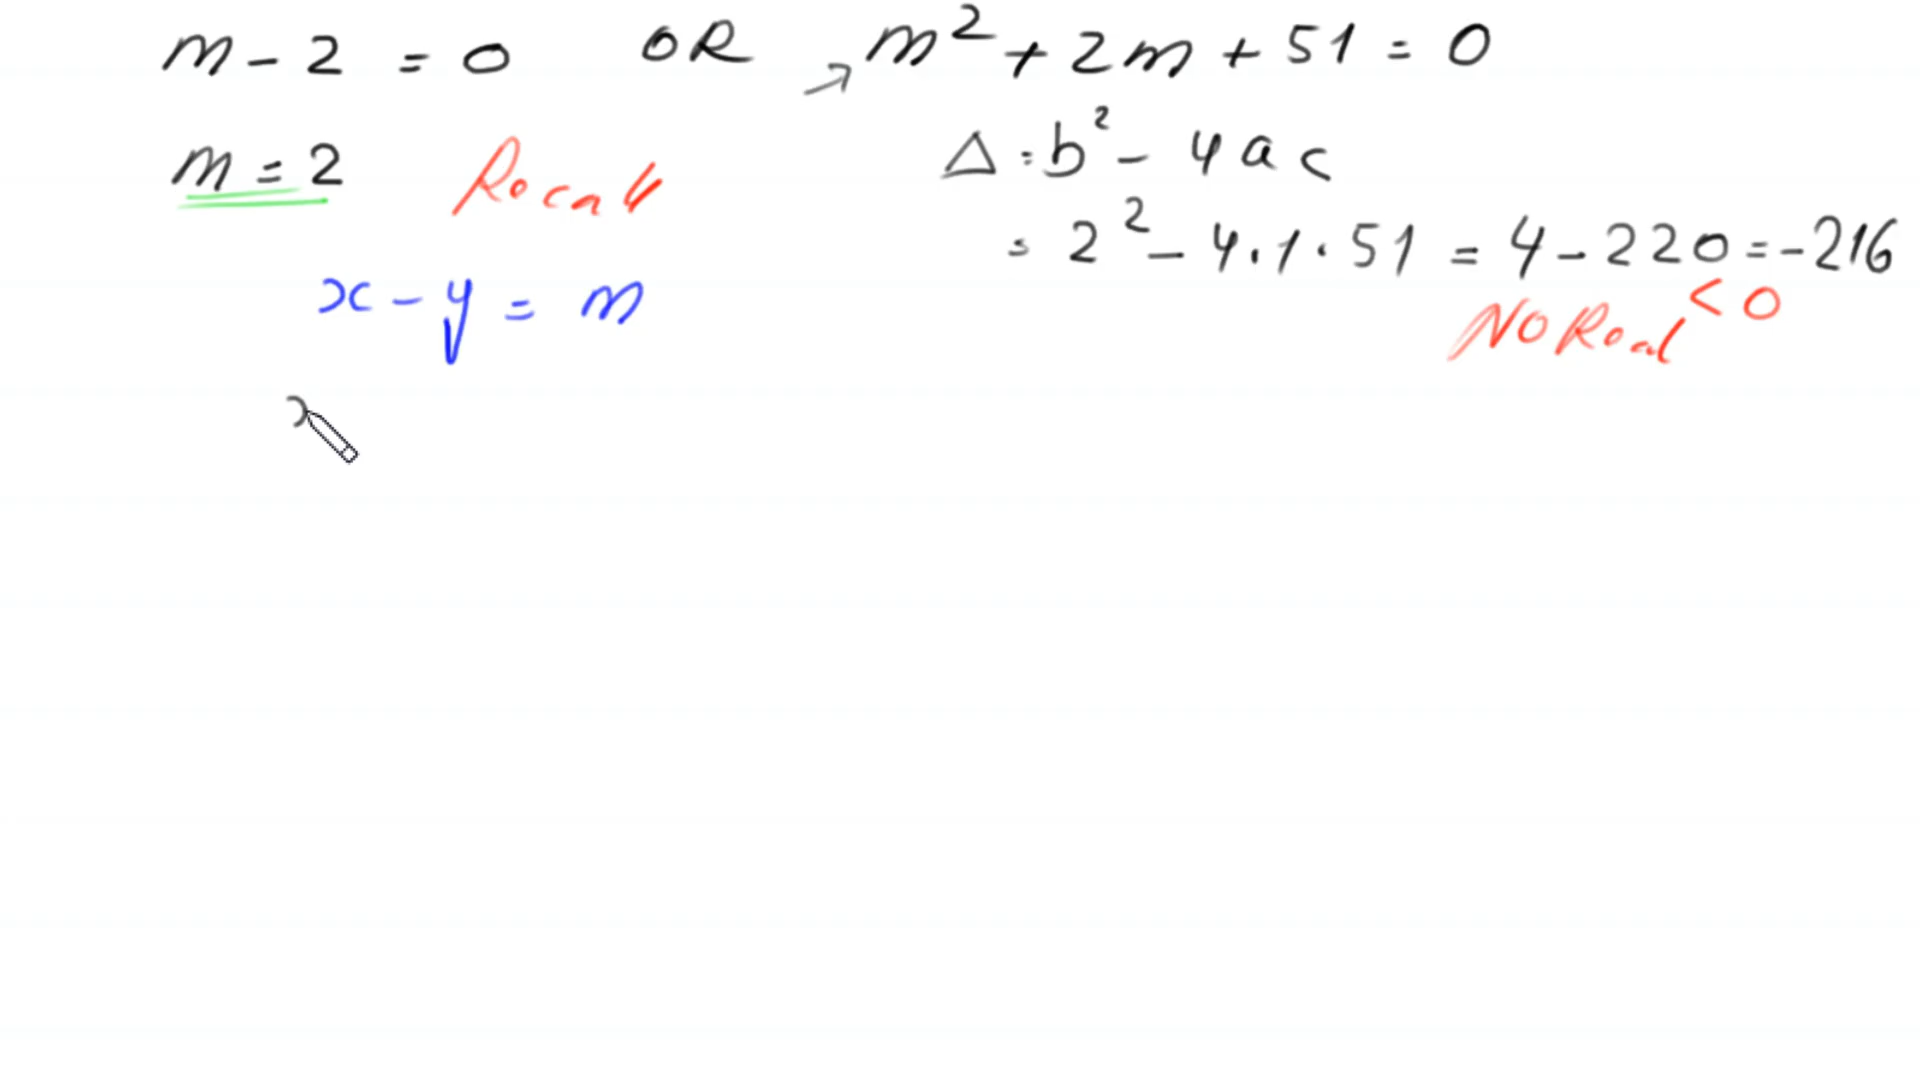 m - 2 = 0 OR m² + 2m + 51 = 0
m = 2 Recall Δ = b² - 4ac
= 2² - 4.1.51 = 4 - 220 = -216
x - y = m No Real < 0